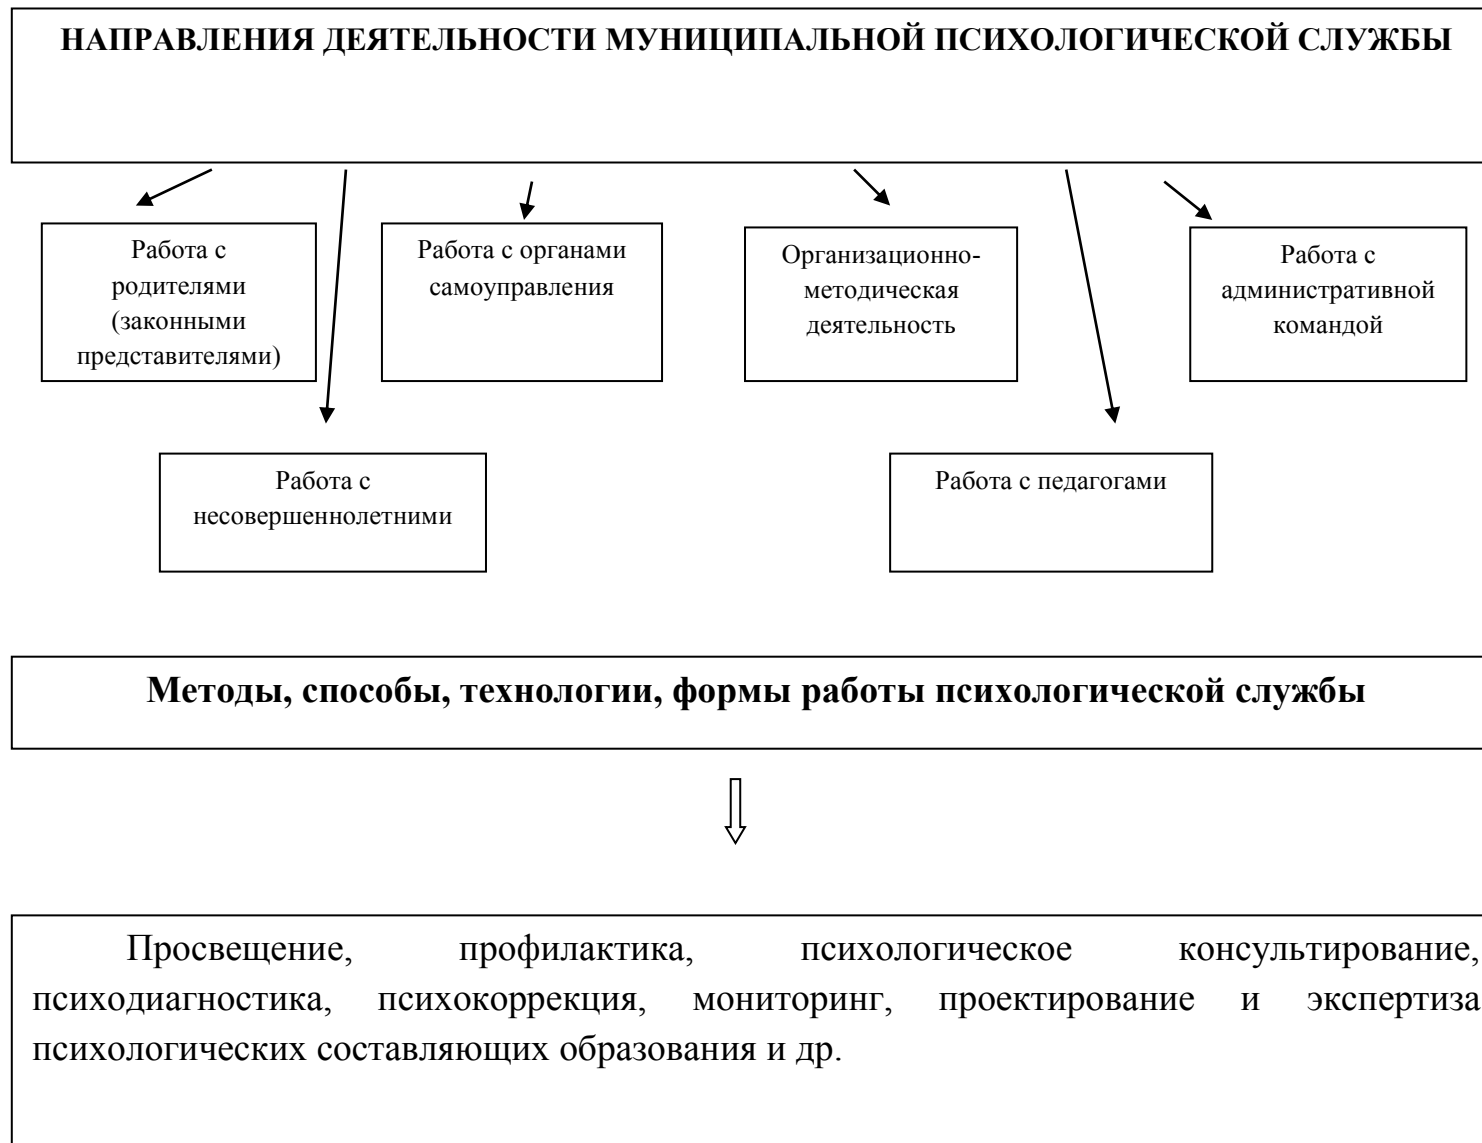 НАПРАВЛЕНИЯ ДЕЯТЕЛЬНОСТИ МУНИЦИПАЛЬНОЙ ПСИХОЛОГИЧЕСКОЙ СЛУЖБЫ
Работа с
родителями
(законными
представителями)
Работа с органами
самоуправления
Организационно-
методическая
деятельность
Работа с
административной
командой
Работа с
несовершеннолетними
Работа с педагогами
Методы, способы, технологии, формы работы психологической службы
Просвещение, профилактика, психологическое консультирование,
психодиагностика, психокоррекция, мониторинг, проектирование и экспертиза
психологических составляющих образования и др.